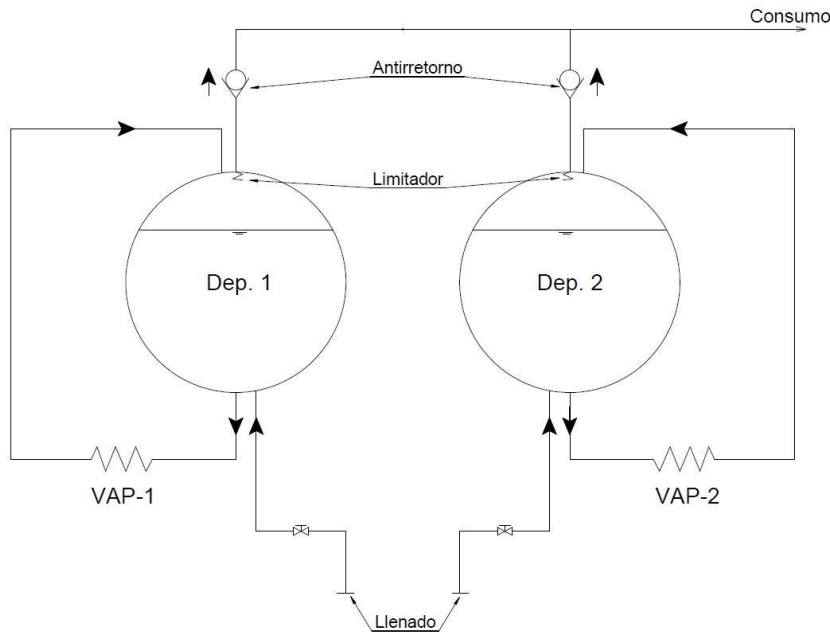 Consumo
Antirretorno
Limitador
Dep. 1
Dep. 2
VAP-1
VAP-2
Llenado